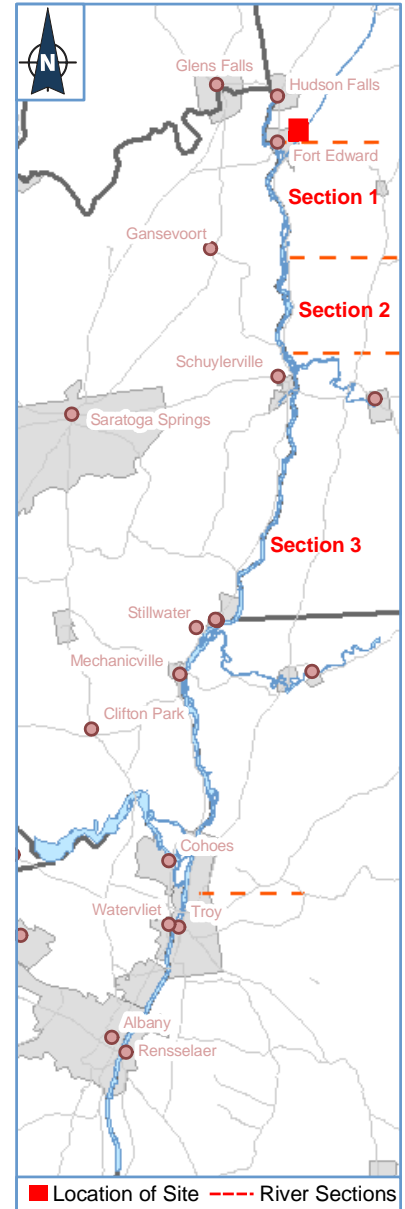 N
Glens Falls
Hudson Falls
Fort Edward
Section 1
Gansevoort
Section 2
Schuylerville
Saratoga Springs
Section 3
Stillwater
Mechanicville
Clifton Park
Cohoes
Watervliet
Troy
Albany
Rensselaer
Location of Site
River Sections